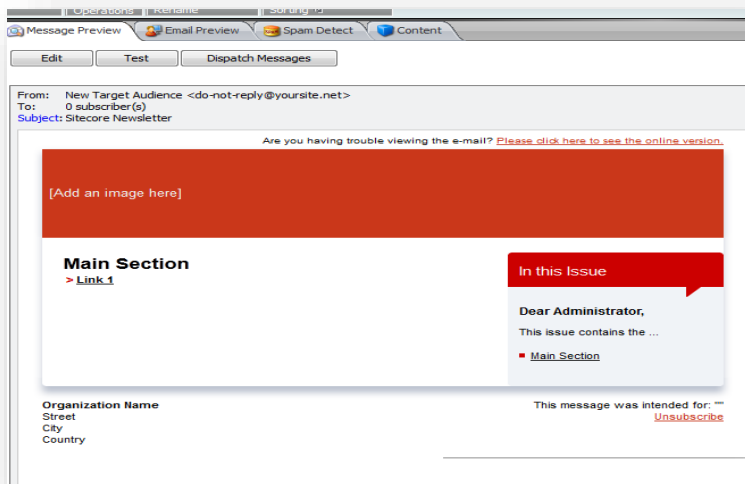 Operations Rename Sorting
Message Preview Email Preview Spam Detect Content
Edit Test Dispatch Messages
From: New Target Audience <do-not-reply@yoursite.net>
To: 0 subscriber(s)
Subject: Sitecore Newsletter
Are you having trouble viewing the e-mail? Please click here to see the online version.
[Add an image here]
Main Section
> Link 1
In this Issue
Dear Administrator,
This issue contains the ...
Main Section
Organization Name
Street
City
Country
This message was intended for: ""
Unsubscribe